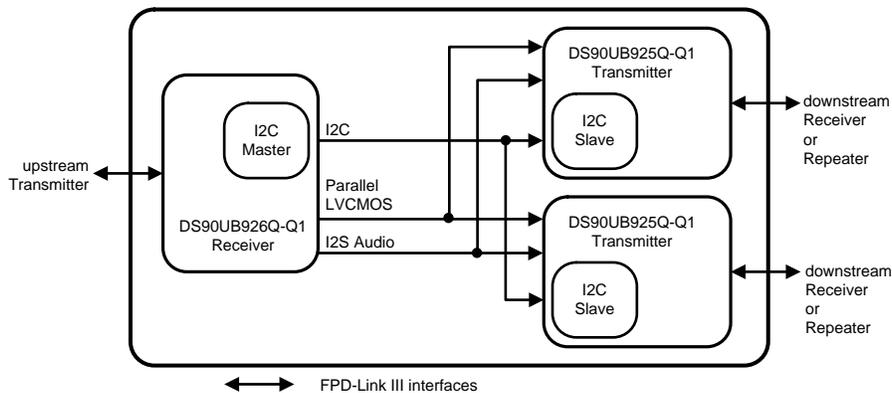 upstream
Transmitter
I2C
Master
DS90UB926Q-Q1
Receiver
I2C
Parallel
LVCMOS
I2S Audio
DS90UB925Q-Q1
Transmitter
I2C
Slave
downstream
Receiver
or
Repeater
DS90UB925Q-Q1
Transmitter
I2C
Slave
downstream
Receiver
or
Repeater
FPD-Link III interfaces